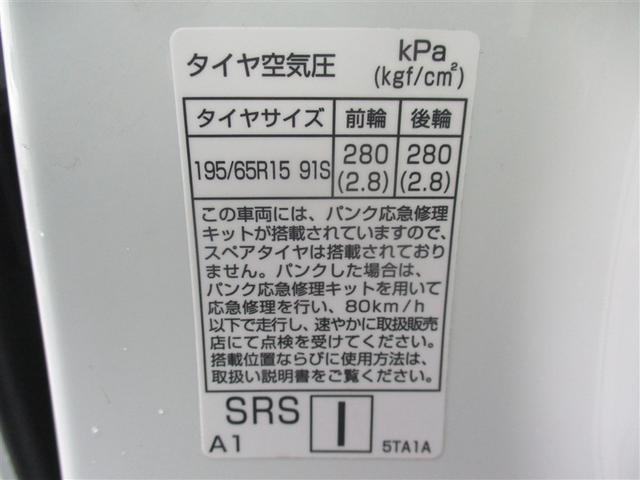 タイヤ空気圧 kPa
(kgf/cm²)
タイヤサイズ 前輪 後輪
195/65R15 91S 280 280
(2.8) (2.8)
この車両には、パンク応急修理
キットが搭載されていますので、
スペアタイヤは搭載されており
ません。パンクした場合は、
パンク応急修理キットを用いて
応急修理を行い、80km/h
以下で走行し、速やかに取扱販売
店にて点検を受けてください。
搭載位置ならびに使用方法は、
取扱い説明書をご覧ください。
SRS I
A1 5TA1A